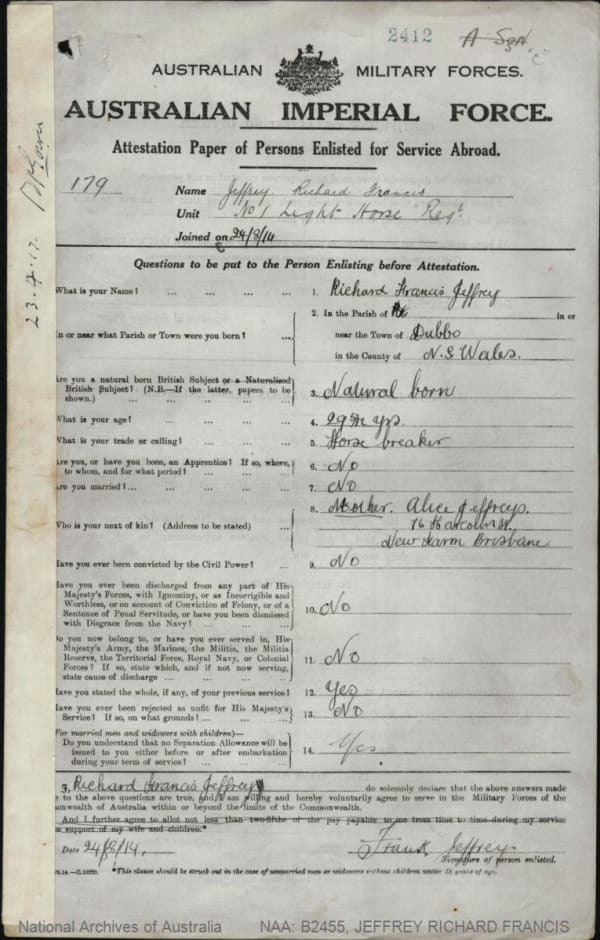 2412 A Sqn "C"
AUSTRALIAN MILITARY FORCES.
AUSTRALIAN IMPERIAL FORCE.
Attestation Paper of Persons Enlisted for Service Abroad.
179 Name Jeffrey Richard Francis
Unit No 1 Light Horse Regt.
Joined on 24/8/14
23.4.17.
Questions to be put to the Person Enlisting before Attestation.
What is your Name? ... ... ... ... 1. Richard Francis Jeffrey
In or near what Parish or Town were you born? ... 2. In the Parish of in or
near the Town of Dubbo
in the County of N.S Wales.
Are you a natural born British Subject or a Naturalised
British Subject? (N.B.—If the latter, papers to be
shown.) ... ... ... ... 3. Natural born
What is your age? ... ... ... ... 4. yrs.
What is your trade or calling? ... ... ... 5. Horse breaker
Are you, or have you been, an Apprentice? If so, where,
to whom, and for what period? ... ... ... 6. No
Are you married?... ... ... ... ... 7. No
Who is your next of kin? (Address to be stated) ... 8. Mother. Alice Jeffreys.
76 Harcourt St.
New Farm Brisbane
Have you ever been convicted by the Civil Power? ... 9. No
Have you ever been discharged from any part of His
Majesty's Forces, with Ignominy, or as Incorrigible and
Worthless, or on account of Conviction of Felony, or of a
Sentence of Penal Servitude, or have you been dismissed
with Disgrace from the Navy? ... ... ... 10. No
Do you now belong to, or have you ever served in, His
Majesty's Army, the Marines, the Militia, the Militia
Reserve, the Territorial Force, Royal Navy, or Colonial
Forces? If so, state which, and if not now serving,
state cause of discharge ... ... ... ... 11. No
Have you stated the whole, if any, of your previous service? 12. Yes
Have you ever been rejected as unfit for His Majesty's
Service? If so, on what grounds? ... ... ... 13. No
(For married men and widowers with children)—
Do you understand that no Separation Allowance will be
issued to you either before or after embarkation
during your term of service? ... ... ... 14. Yes
I, Richard Francis Jeffrey do solemnly declare that the above answers made
to the above questions are true, and I am willing and hereby voluntarily agree to serve in the Military Forces of the
Commonwealth of Australia within or beyond the limits of the Commonwealth.
And I further agree to allot not less than two-fifths of the pay payable to me from time to time during my service
in support of my wife and children.*
Date 24/8/14. Frank Jeffrey
Signature of person enlisted.
*This clause should be struck out in the case of unmarried men or widowers without children under 18 years of age.
National Archives of Australia NAA: B2455, JEFFREY RICHARD FRANCIS